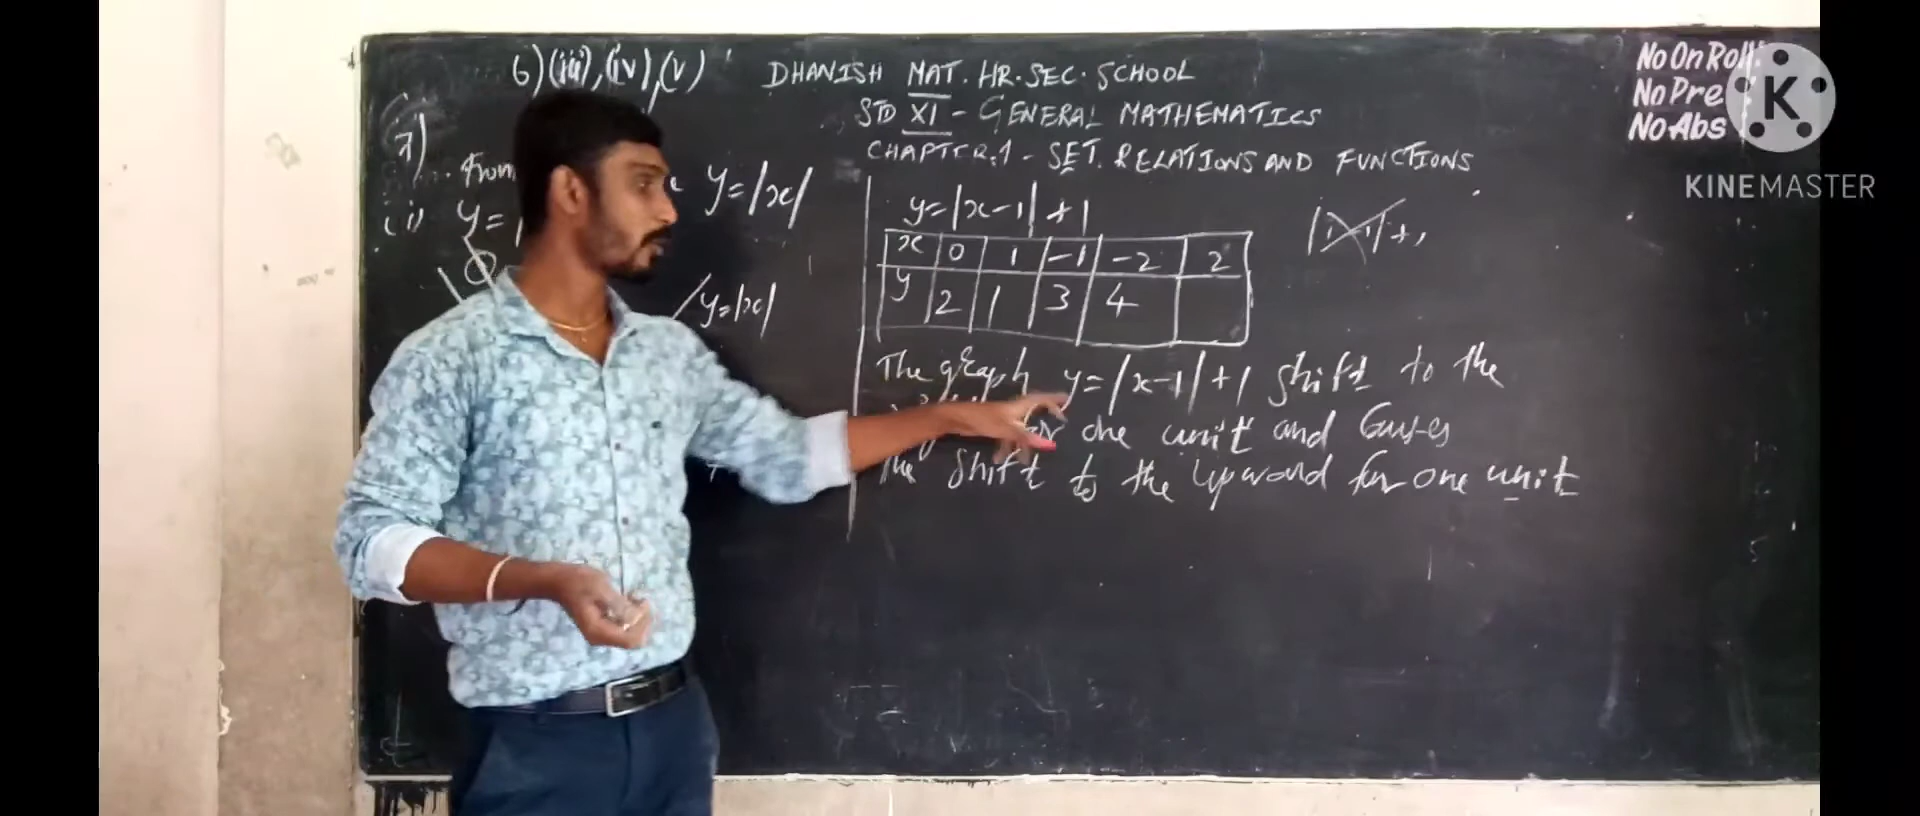 6) (iii), (iv), (v)
DHANISH MAT. HR. SEC. SCHOOL
STD XI - GENERAL MATHEMATICS
CHAPTER.1 - SET. RELATIONS AND FUNCTIONS
No On Roll:
No Pre
No Abs
K
KINEMASTER
7)
From y=|x|
(i) y=|
y=|x|
y=|x-1|+1
x 0 1 -1 -2 2
y 2 1 3 4
The graph y=|x-1|+1 shift to the
for one unit and
the shift to the upward for one unit